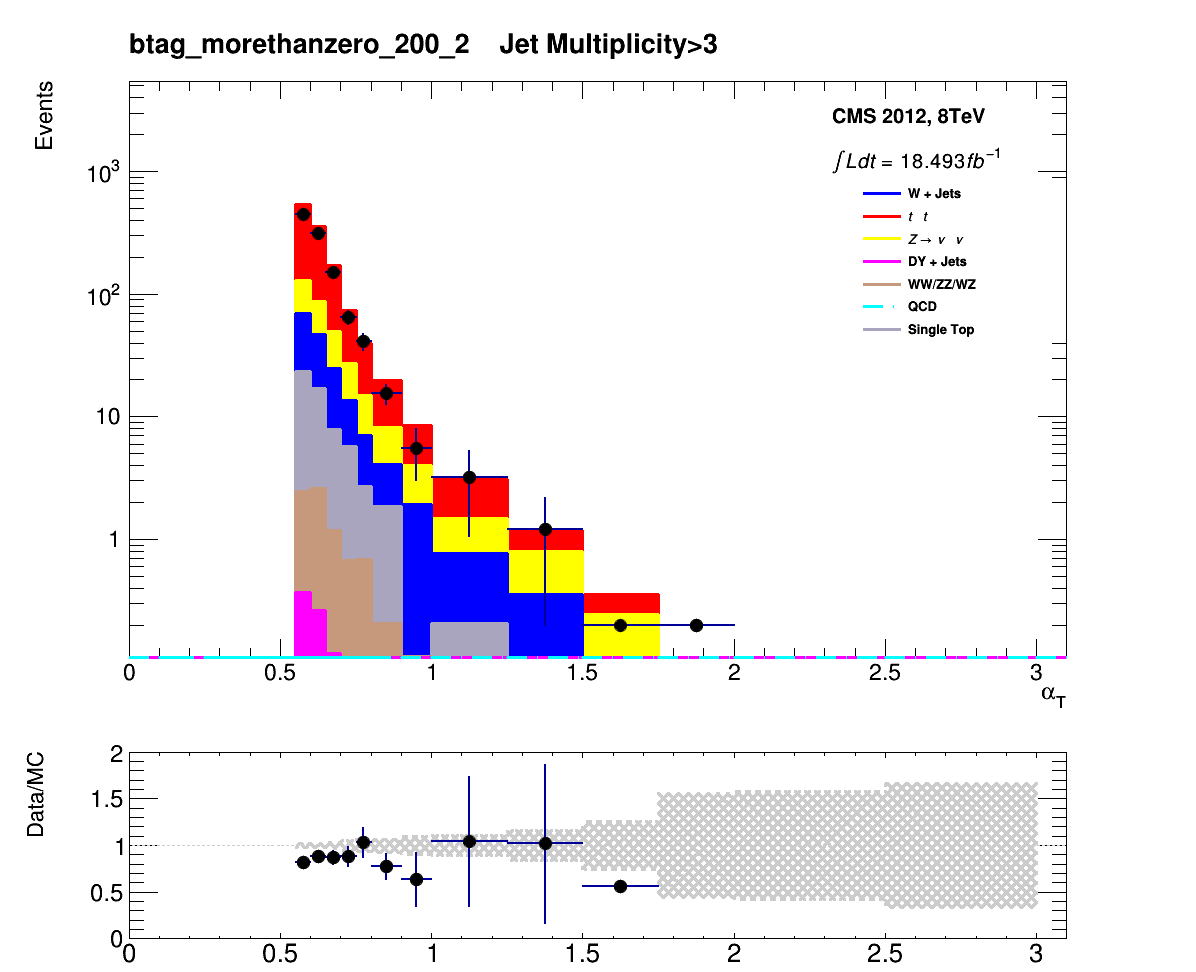 btag_morethanzero_200_2 Jet Multiplicity>3
Events
CMS 2012, 8TeV
∫Ldt = 18.493fb⁻¹
W + Jets
t t
Z → ν ν
DY + Jets
WW/ZZ/WZ
QCD
Single Top
10³
10²
10
1
0 0.5 1 1.5 2 2.5 3
α_T
Data/MC
2
1.5
1
0.5
0
0 0.5 1 1.5 2 2.5 3